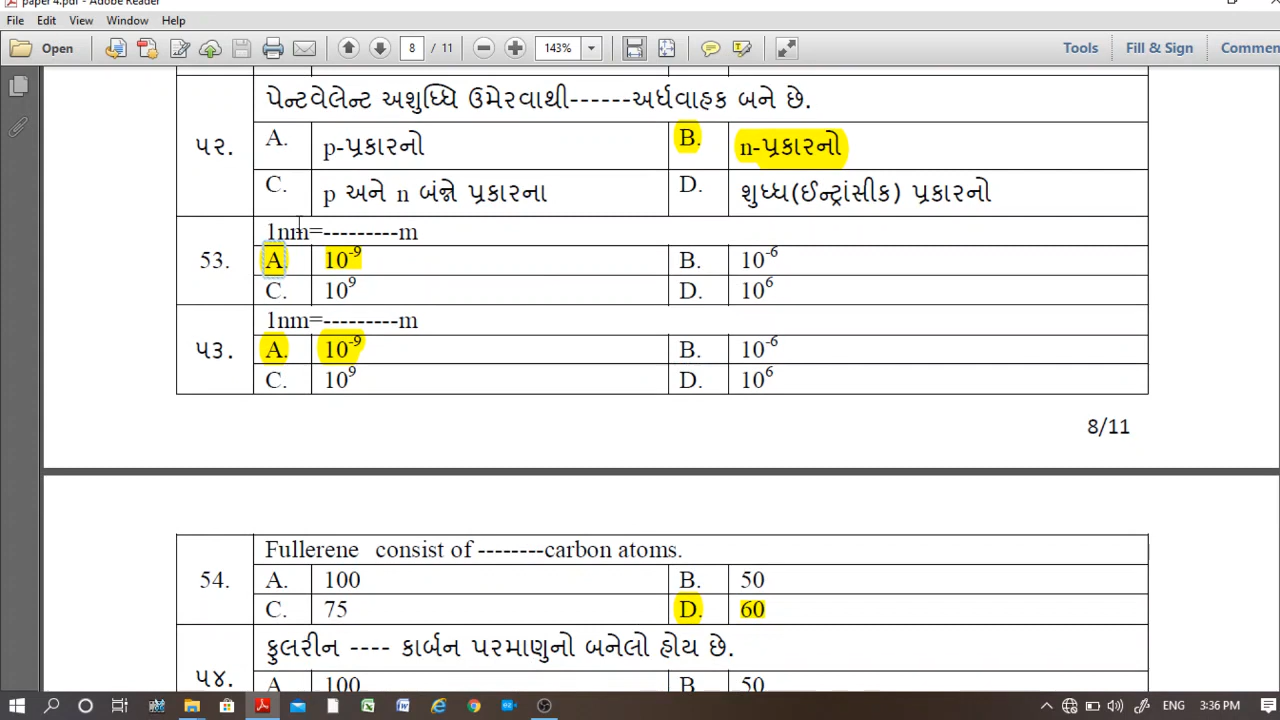 paper 4.pdf - Adobe Reader
File Edit View Window Help
Open 8 / 11 143% Tools Fill & Sign Commen
પેન્ટવેલેન્ટ અશુધ્ધિ ઉમેરવાથી------અર્ધવાહક બને છે.
૫૨. A. p-પ્રકારનો B. n-પ્રકારનો
C. p અને n બંન્ને પ્રકારના D. શુધ્ધ(ઈન્ટ્રાંસીક) પ્રકારનો
1nm=---------m
53. A. 10⁻⁹ B. 10⁻⁶
C. 10⁹ D. 10⁶
1nm=---------m
૫૩. A. 10⁻⁹ B. 10⁻⁶
C. 10⁹ D. 10⁶
8/11
Fullerene consist of --------carbon atoms.
54. A. 100 B. 50
C. 75 D. 60
ફુલરીન ---- કાર્બન પરમાણુનો બનેલો હોય છે.
૫૪. A. 100 B. 50
ENG 3:36 PM